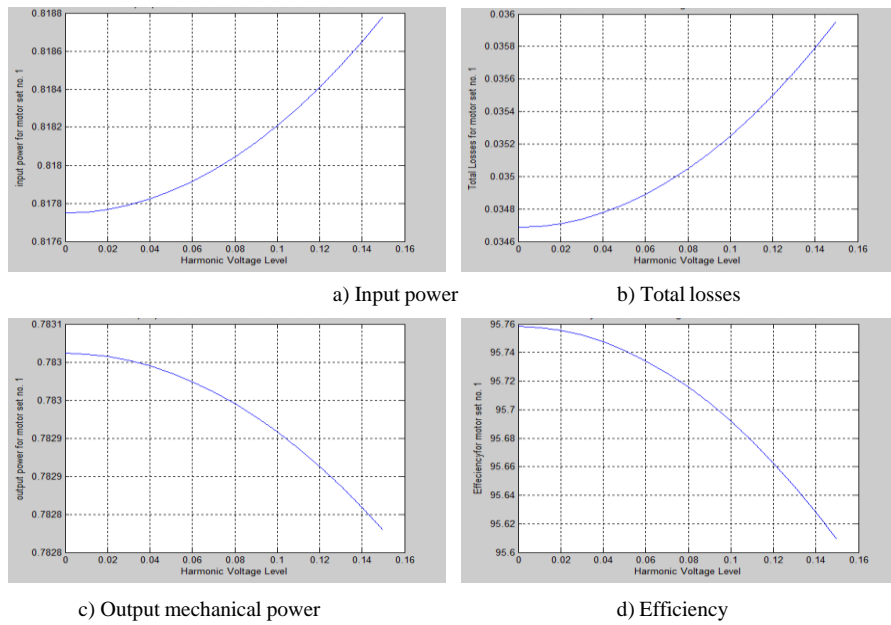 0.8188
0.8186
0.8184
0.8182
0.818
0.8178
0.8176
input power for motor set no. 1
0 0.02 0.04 0.06 0.08 0.1 0.12 0.14 0.16
Harmonic Voltage Level
0.036
0.0358
0.0356
0.0354
0.0352
0.035
0.0348
0.0346
Total Losses for motor set no. 1
0 0.02 0.04 0.06 0.08 0.1 0.12 0.14 0.16
Harmonic Voltage Level
a) Input power
b) Total losses
0.7831
0.783
0.783
0.7829
0.7829
0.7828
0.7828
output power for motor set no. 1
0 0.02 0.04 0.06 0.08 0.1 0.12 0.14 0.16
Harmonic Voltage Level
95.76
95.74
95.72
95.7
95.68
95.66
95.64
95.62
95.6
Effeciencyfor motor set no. 1
0 0.02 0.04 0.06 0.08 0.1 0.12 0.14 0.16
Harmonic Voltage Level
c) Output mechanical power
d) Efficiency